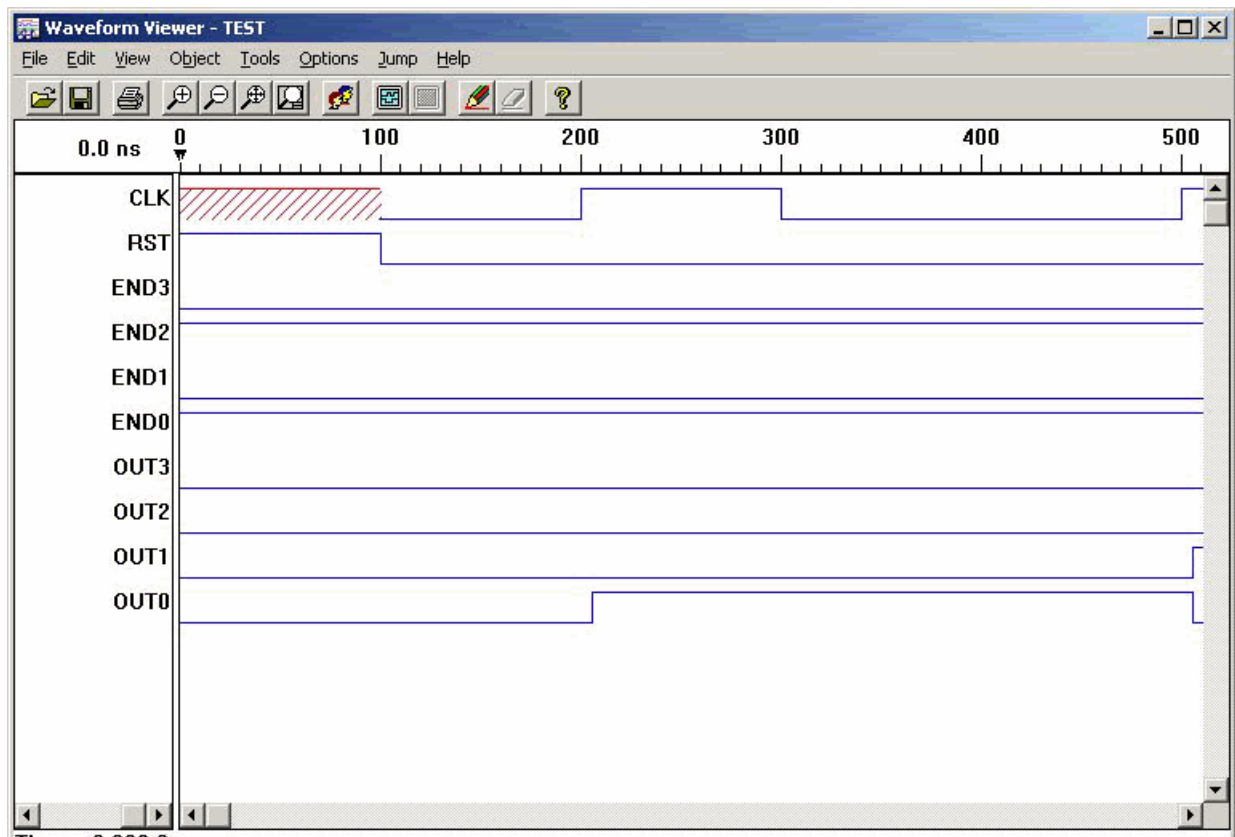 Waveform Viewer - TEST
File Edit View Object Tools Options Jump Help
0.0 ns 0 100 200 300 400 500
CLK
RST
END3
END2
END1
END0
OUT3
OUT2
OUT1
OUT0